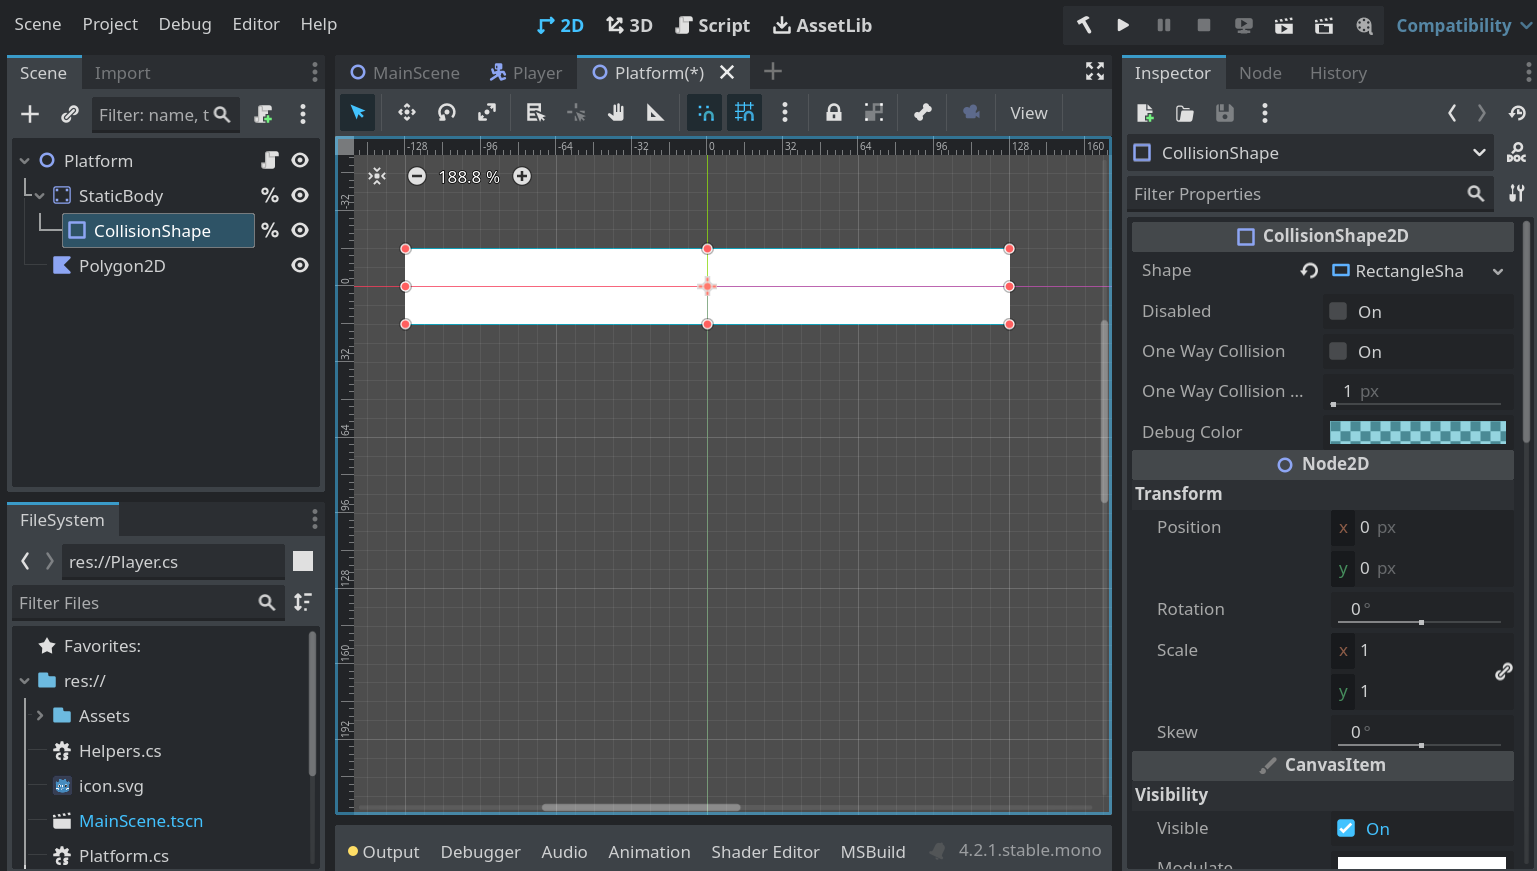 Scene Project Debug Editor Help
2D 3D Script AssetLib
Compatibility
Scene Import
Filter: name, t
Platform
StaticBody
CollisionShape
Polygon2D
FileSystem
res://Player.cs
Filter Files
Favorites:
res://
Assets
Helpers.cs
icon.svg
MainScene.tscn
Platform.cs
MainScene Player Platform(*)
View
-128 -96 -64 -32 0 32 64 96 128 160
-32
0
32
64
96
128
160
192
188.8 %
Output Debugger Audio Animation Shader Editor MSBuild 4.2.1.stable.mono
Inspector Node History
CollisionShape
DOC
Filter Properties
CollisionShape2D
Shape RectangleSha
Disabled On
One Way Collision On
One Way Collision ... 1 px
Debug Color
Node2D
Transform
Position x 0 px
y 0 px
Rotation 0 °
Scale x 1
y 1
Skew 0 °
CanvasItem
Visibility
Visible On
Modulate